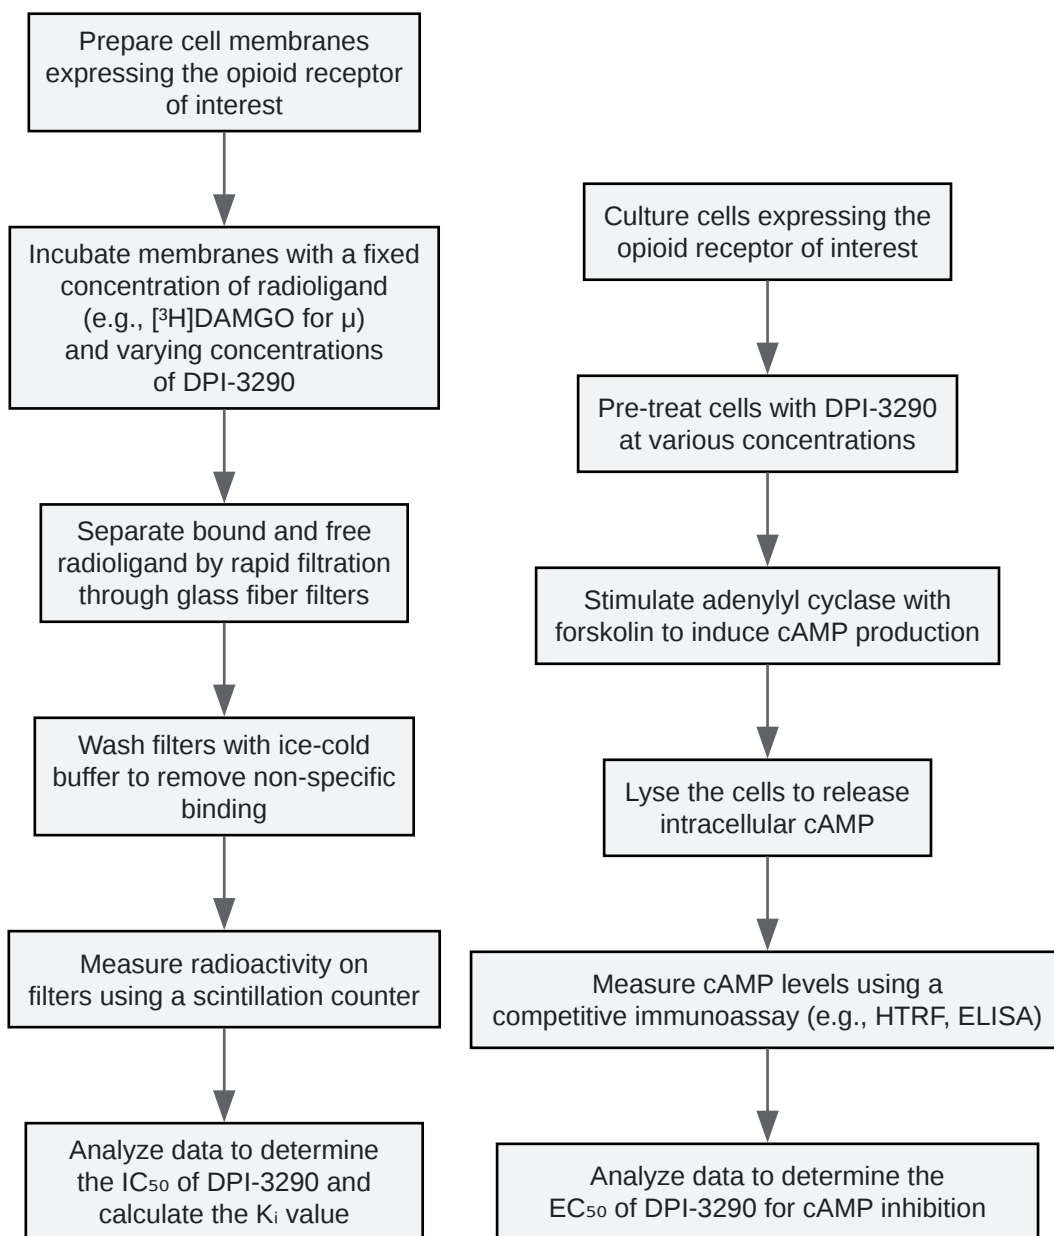 Prepare cell membranes
expressing the opioid receptor
of interest
Incubate membranes with a fixed
concentration of radioligand
(e.g., [³H]DAMGO for μ)
and varying concentrations
of DPI-3290
Separate bound and free
radioligand by rapid filtration
through glass fiber filters
Wash filters with ice-cold
buffer to remove non-specific
binding
Measure radioactivity on
filters using a scintillation counter
Analyze data to determine
the IC₅₀ of DPI-3290 and
calculate the Kᵢ value
Culture cells expressing the
opioid receptor of interest
Pre-treat cells with DPI-3290
at various concentrations
Stimulate adenylyl cyclase with
forskolin to induce cAMP production
Lyse the cells to release
intracellular cAMP
Measure cAMP levels using a
competitive immunoassay (e.g., HTRF, ELISA)
Analyze data to determine the
EC₅₀ of DPI-3290 for cAMP inhibition